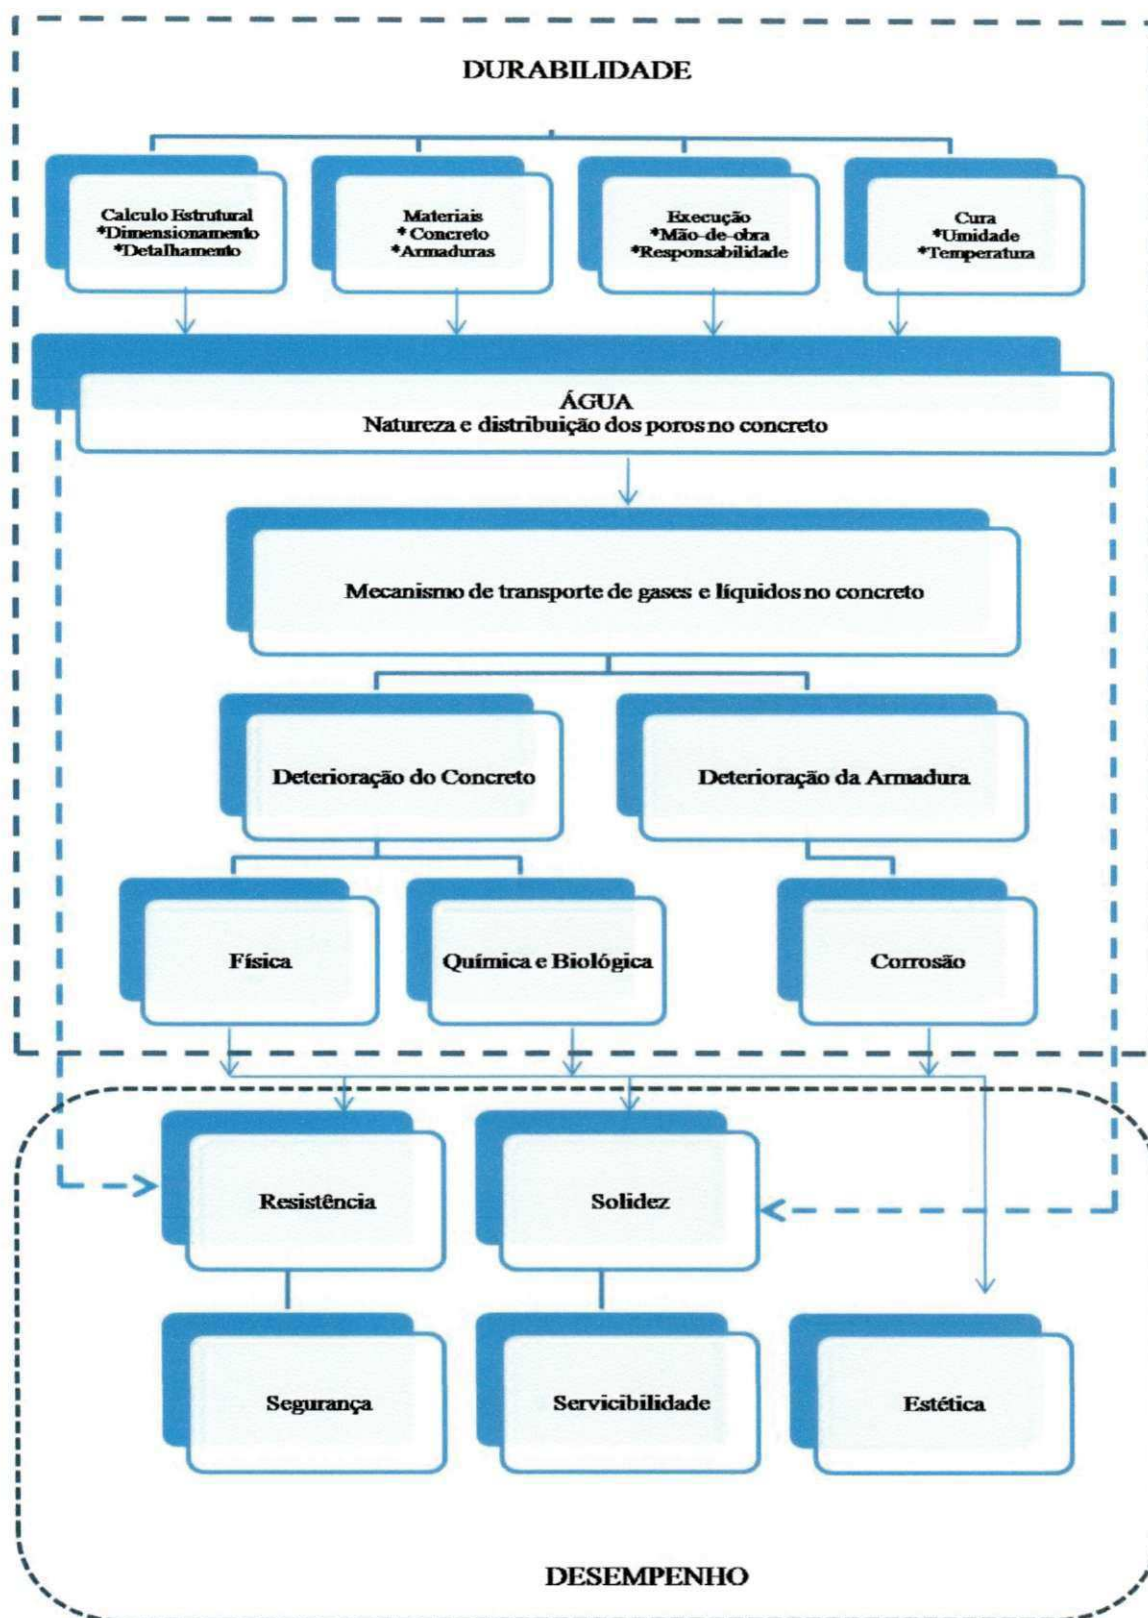 DURABILIDADE
Calculo Estrutural
*Dimensionamento
*Detalhamento
Materiais
* Concreto
*Armaduras
Execução
*Mão-de-obra
*Responsabilidade
Cura
*Umidade
*Temperatura
ÁGUA
Natureza e distribuição dos poros no concreto
Mecanismo de transporte de gases e líquidos no concreto
Deterioração do Concreto
Deterioração da Armadura
Física
Química e Biológica
Corrosão
Resistência
Solidez
Segurança
Servicibilidade
Estética
DESEMPENHO